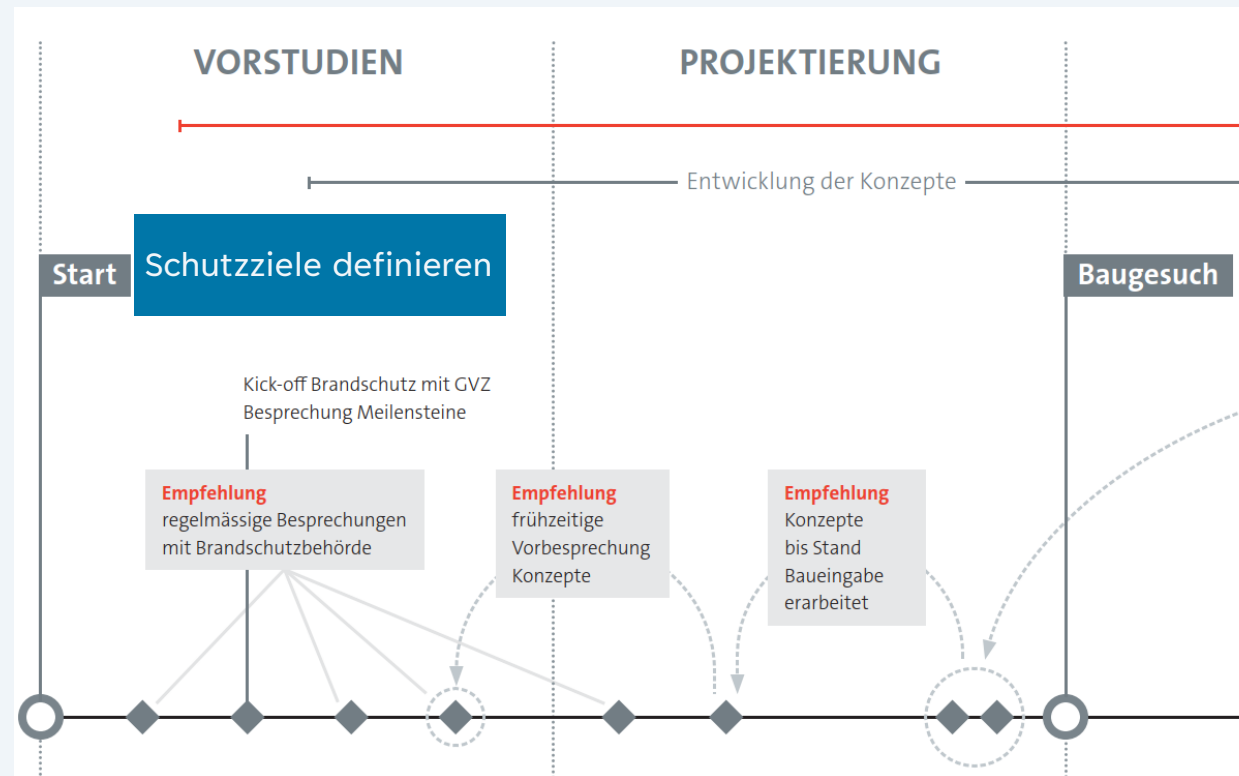 VORSTUDIEN
PROJEKTIERUNG
Entwicklung der Konzepte
Start
Schutzziele definieren
Baugesuch
Kick-off Brandschutz mit GVZ
Besprechung Meilensteine
Empfehlung
regelmässige Besprechungen
mit Brandschutzbehörde
Empfehlung
frühzeitige
Vorbesprechung
Konzepte
Empfehlung
Konzepte
bis Stand
Baueingabe
erarbeitet